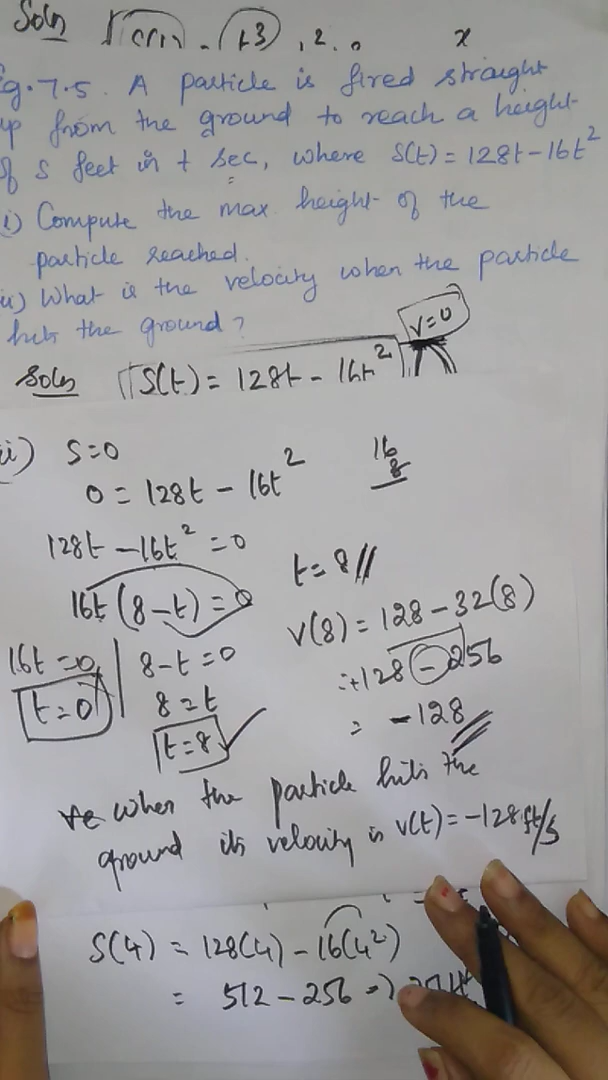 Soln
+3 , 2
x
g. 7.5. A particle is fired straight
up from the ground to reach a height
of s feet in t sec, where S(t) = 128t - 16t²
i) Compute the max height of the
particle reached.
ii) What is the velocity when the particle
hits the ground?
v=0
Soln S(t) = 128t - 16t²
ii) S=0
0 = 128t - 16t²
16
8
128t - 16t² = 0
16t (8-t) = 0
16t = 0
t=0
8-t=0
8=t
t=8
t=8//
V(8) = 128 - 32(8)
= +128 - 256
= -128//
when the particle hits the
ground its velocity is v(t) = -128 ft/s
S(4) = 128(4) - 16(4²)
= 512 - 256 ⇒